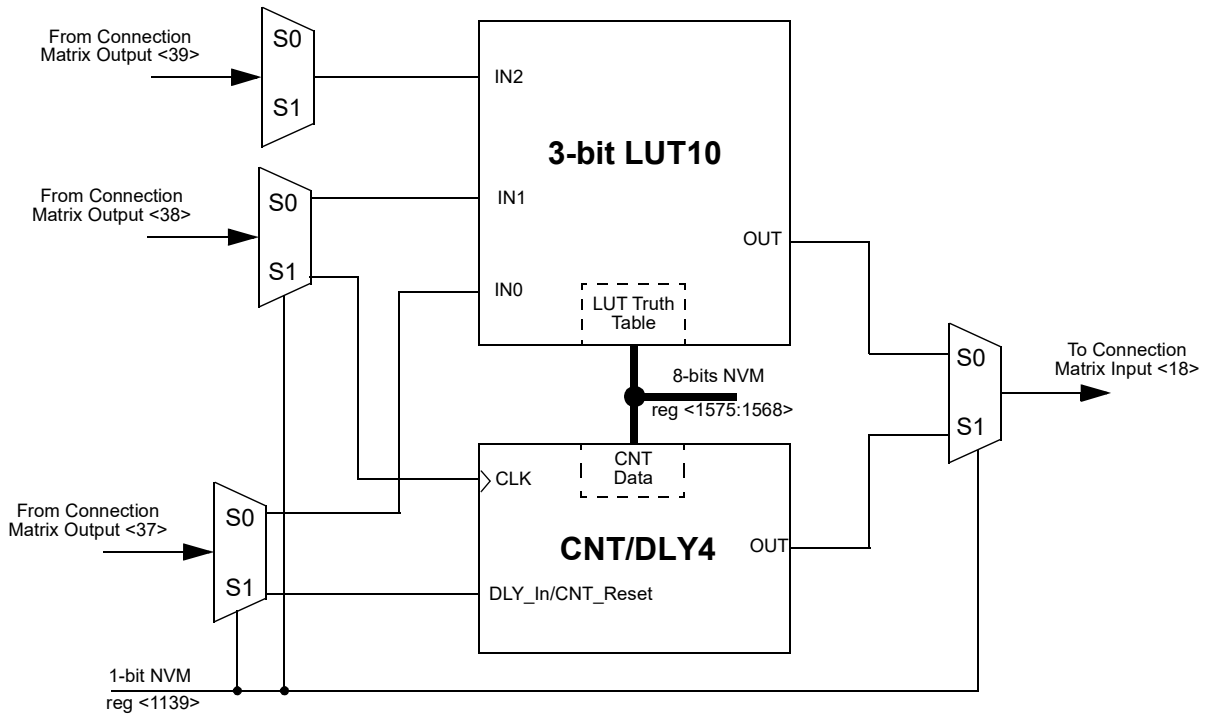 From Connection
Matrix Output <39>
S0
S1
IN2
3-bit LUT10
From Connection
Matrix Output <38>
S0
S1
IN1
IN0
OUT
LUT Truth
Table
8-bits NVM
reg <1575:1568>
S0
S1
To Connection
Matrix Input <18>
CNT
Data
CLK
From Connection
Matrix Output <37>
S0
S1
CNT/DLY4
OUT
DLY_In/CNT_Reset
1-bit NVM
reg <1139>